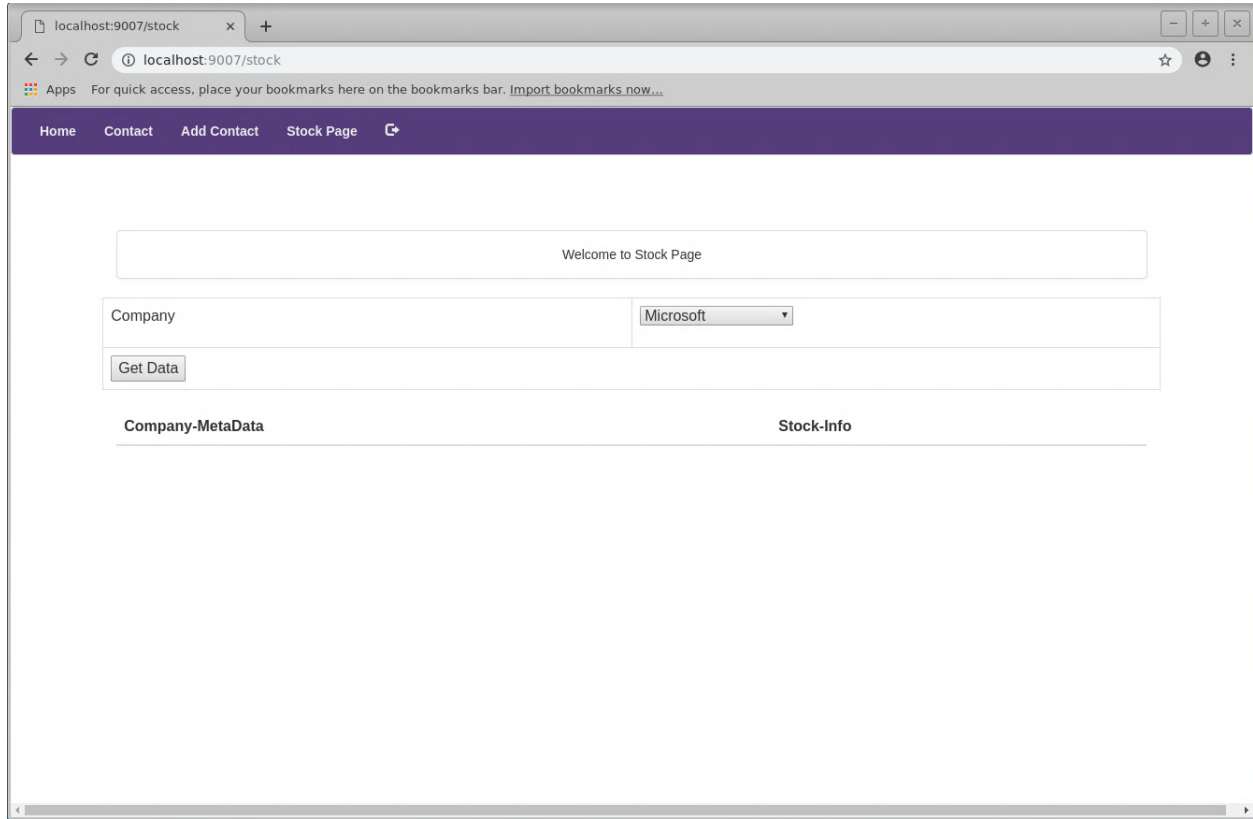 localhost:9007/stock
localhost:9007/stock
Apps For quick access, place your bookmarks here on the bookmarks bar. Import bookmarks now...
Home Contact Add Contact Stock Page
Welcome to Stock Page
Company Microsoft
Get Data
Company-MetaData Stock-Info